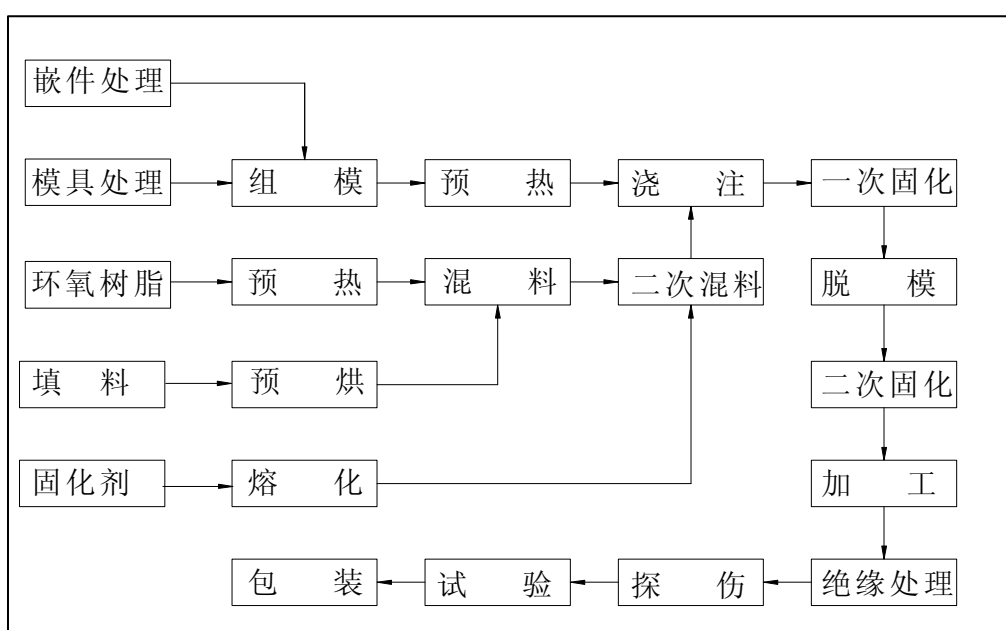 嵌件处理
模具处理 组模 预热 浇注 一次固化
环氧树脂 预热 混料 二次混料 脱模
填料 预烘 二次固化
固化剂 熔化 加工
包装 试验 探伤 绝缘处理